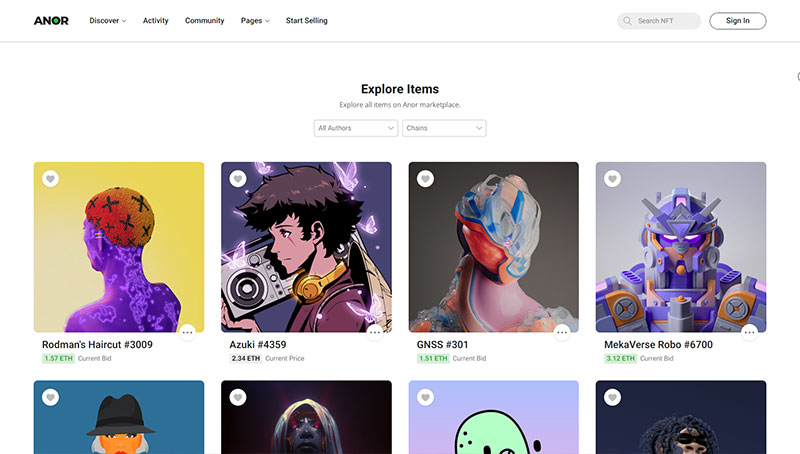 ANOR Discover Activity Community Pages Start Selling Search NFT Sign In
Explore Items
Explore all items on Anor marketplace.
All Authors Chains
Rodman's Haircut #3009 Azuki #4359 GNSS #301 MekaVerse Robo #6700
1.57 ETH Current Bid 2.34 ETH Current Price 1.51 ETH Current Bid 3.12 ETH Current Bid